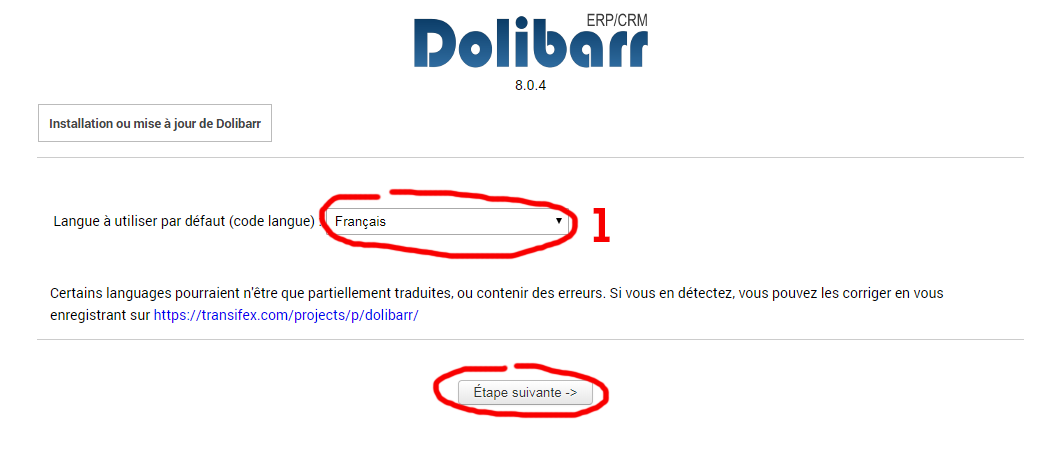 ERP/CRM
Dolibarr
8.0.4
Installation ou mise à jour de Dolibarr
Langue à utiliser par défaut (code langue) : Français 1
Certains languages pourraient n'être que partiellement traduites, ou contenir des erreurs. Si vous en détectez, vous pouvez les corriger en vous
enregistrant sur https://transifex.com/projects/p/dolibarr/
Étape suivante ->